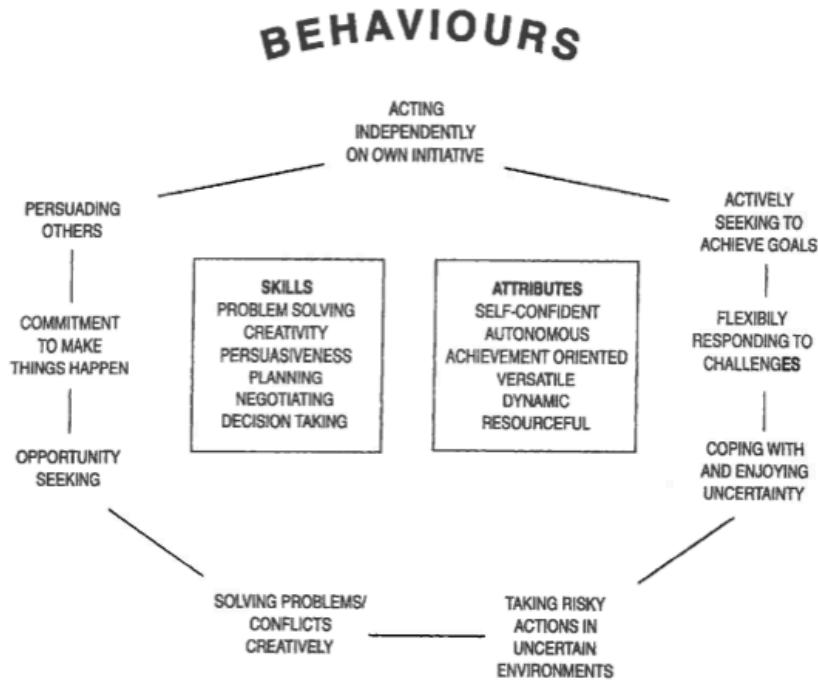 BEHAVIOURS
ACTING
INDEPENDENTLY
ON OWN INITIATIVE
PERSUADING
OTHERS
ACTIVELY
SEEKING TO
ACHIEVE GOALS
SKILLS
PROBLEM SOLVING
CREATIVITY
PERSUASIVENESS
PLANNING
NEGOTIATING
DECISION TAKING
ATTRIBUTES
SELF-CONFIDENT
AUTONOMOUS
ACHIEVEMENT ORIENTED
VERSATILE
DYNAMIC
RESOURCEFUL
COMMITMENT
TO MAKE
THINGS HAPPEN
FLEXIBILY
RESPONDING TO
CHALLENGES
OPPORTUNITY
SEEKING
COPING WITH
AND ENJOYING
UNCERTAINTY
SOLVING PROBLEMS/
CONFLICTS
CREATIVELY
TAKING RISKY
ACTIONS IN
UNCERTAIN
ENVIRONMENTS